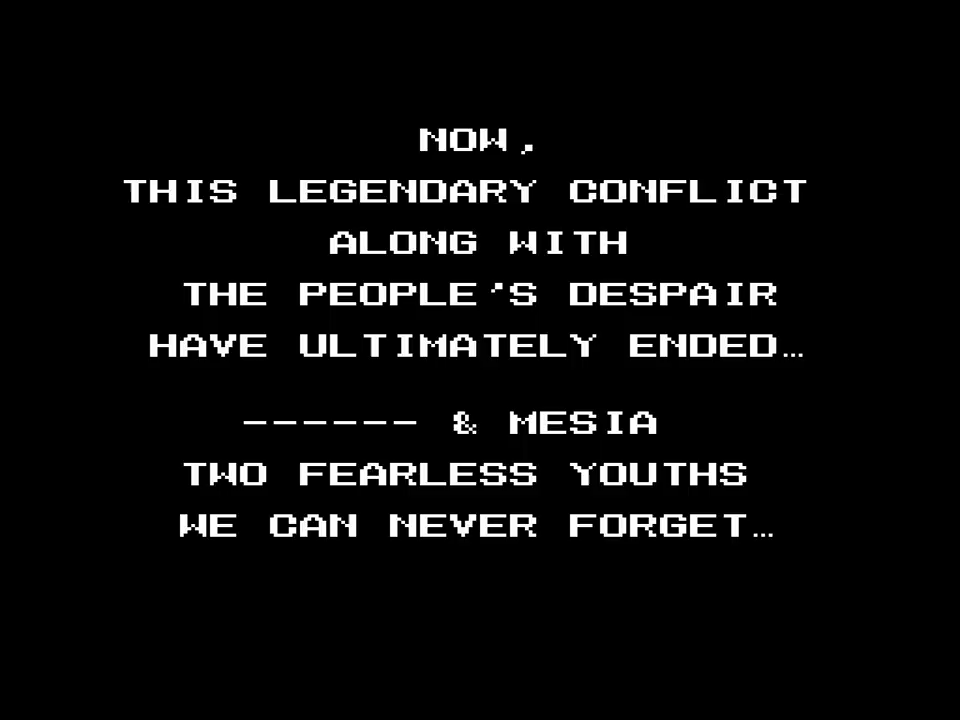 NOW,
THIS LEGENDARY CONFLICT
ALONG WITH
THE PEOPLE'S DESPAIR
HAVE ULTIMATELY ENDED…
------ & MESIA
TWO FEARLESS YOUTHS
WE CAN NEVER FORGET…